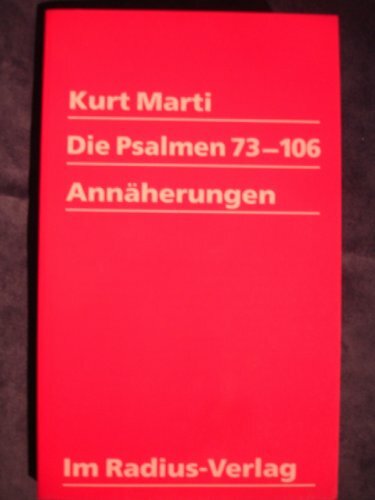 Kurt Marti
Die Psalmen 73–106
Annäherungen
Im Radius-Verlag